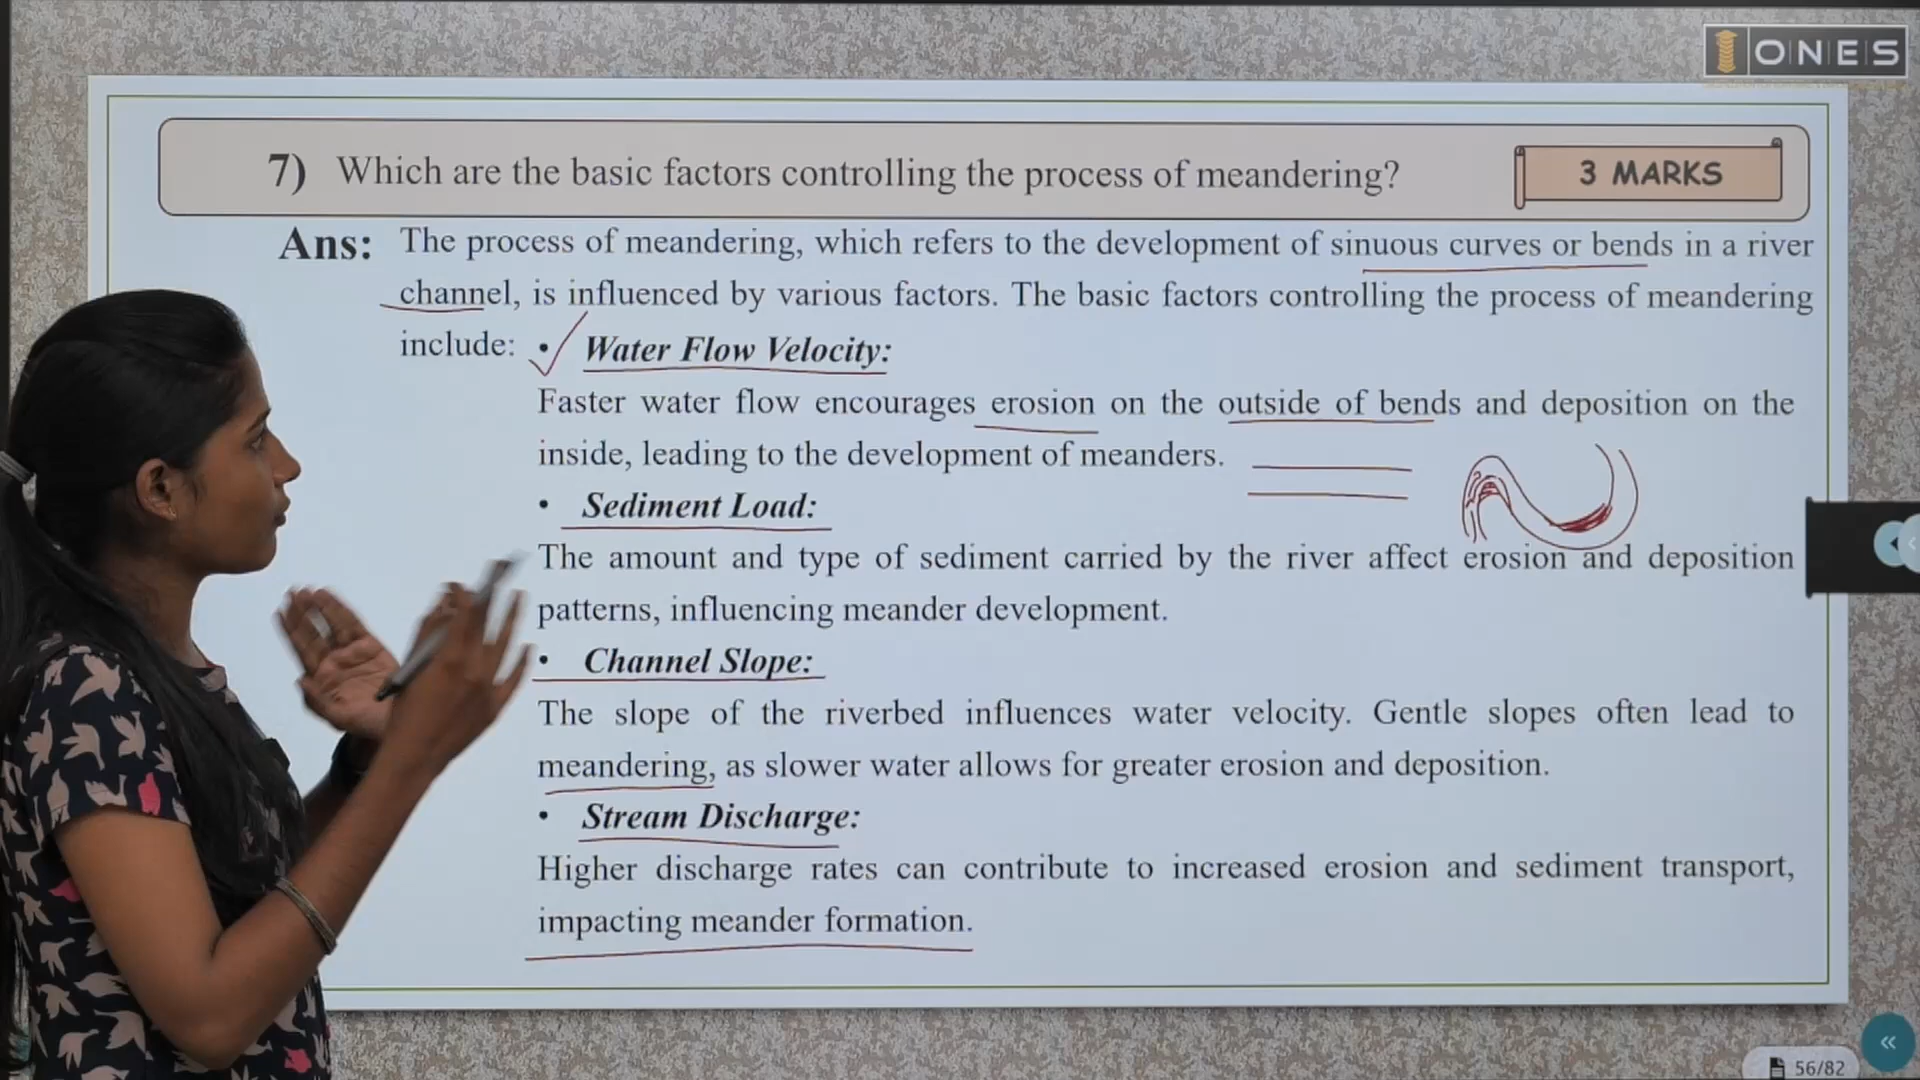 ONES
7) Which are the basic factors controlling the process of meandering?
3 MARKS
Ans: The process of meandering, which refers to the development of sinuous curves or bends in a river
channel, is influenced by various factors. The basic factors controlling the process of meandering
include: • Water Flow Velocity:
Faster water flow encourages erosion on the outside of bends and deposition on the
inside, leading to the development of meanders.
• Sediment Load:
The amount and type of sediment carried by the river affect erosion and deposition
patterns, influencing meander development.
• Channel Slope:
The slope of the riverbed influences water velocity. Gentle slopes often lead to
meandering, as slower water allows for greater erosion and deposition.
• Stream Discharge:
Higher discharge rates can contribute to increased erosion and sediment transport,
impacting meander formation.
56/82